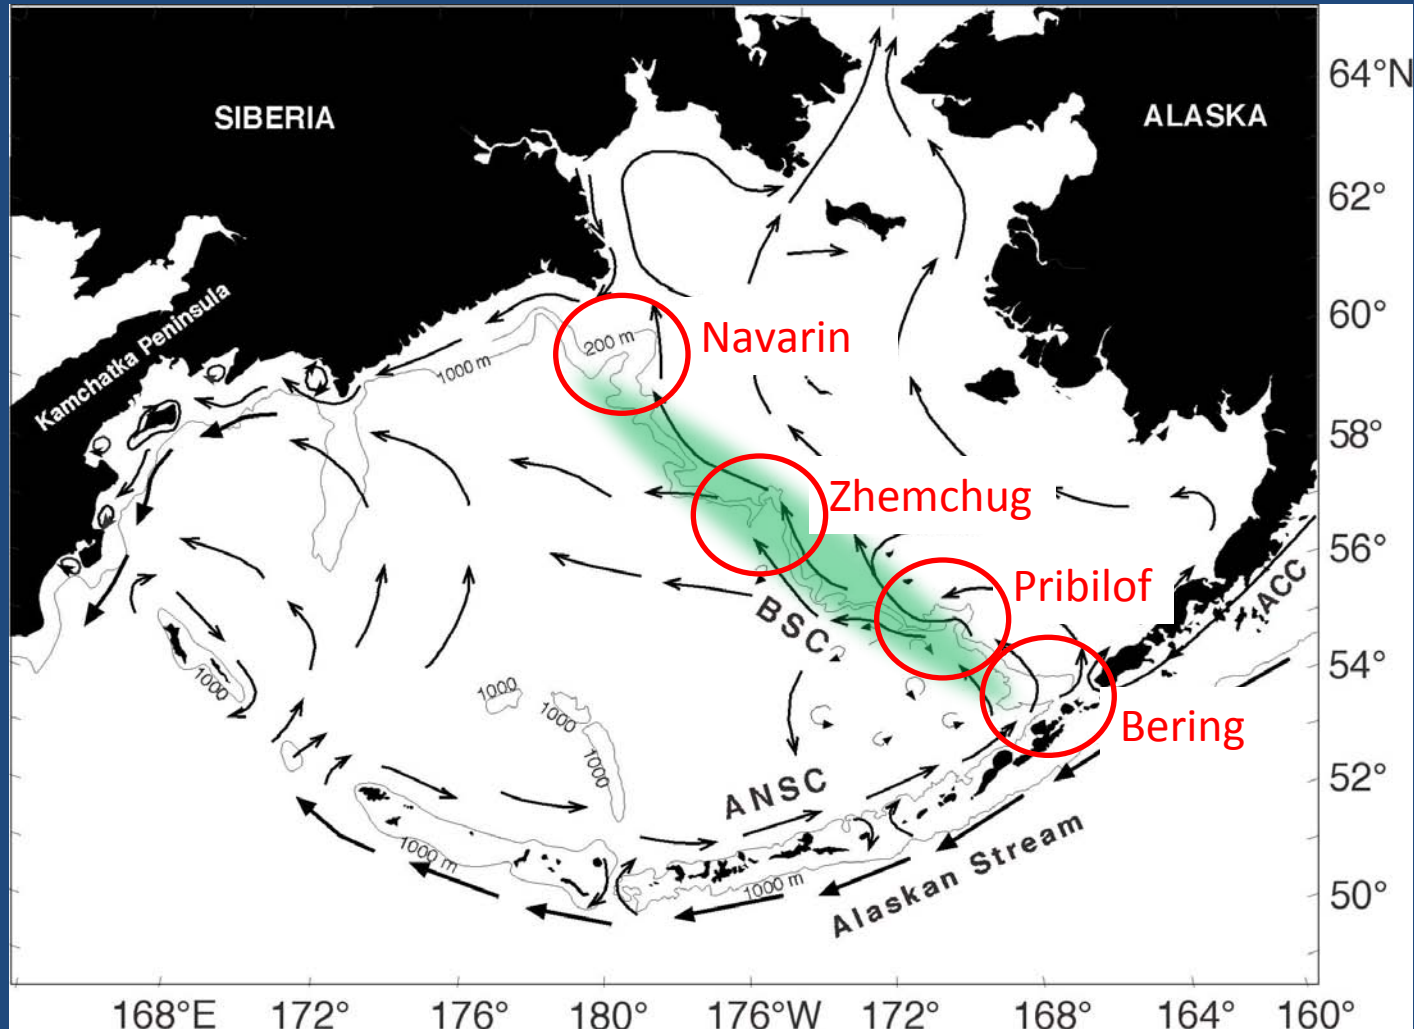 64°N
SIBERIA
ALASKA
62°
60°
Kamchatka Peninsula
200 m
Navarin
1000 m
58°
Zhemchug
56°
Pribilof
ACC
BSC
54°
1000
1000
1000
1000
Bering
52°
ANSC
Alaskan Stream
1000 m
1000 m
50°
168°E 172° 176° 180° 176°W 172° 168° 164° 160°